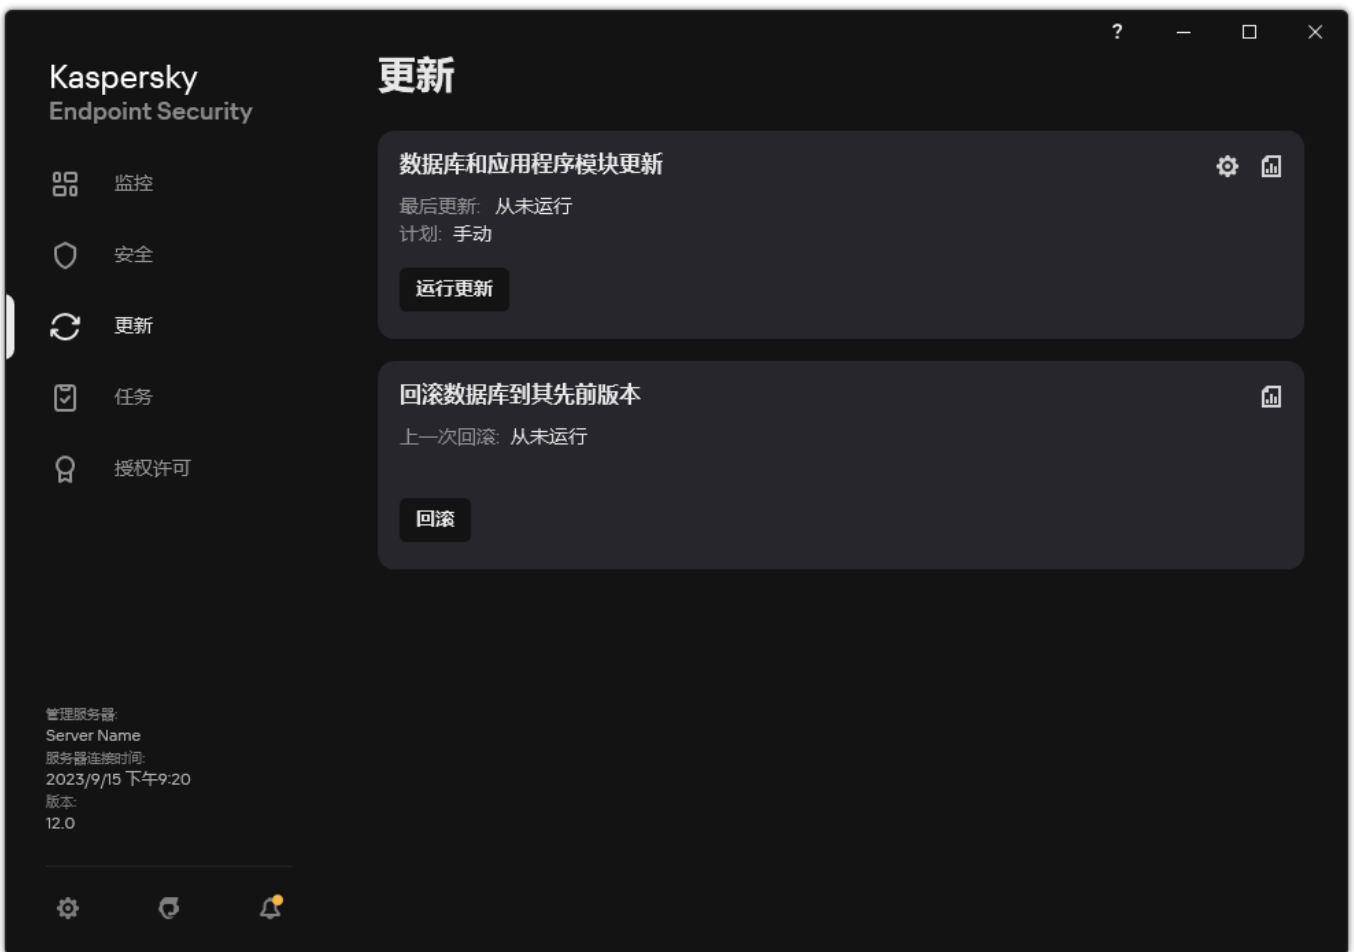 ?
Kaspersky
Endpoint Security
监控
安全
更新
任务
授权许可
管理服务器:
Server Name
服务器连接时间:
2023/9/15 下午9:20
版本:
12.0
更新
数据库和应用程序模块更新
最后更新: 从未运行
计划: 手动
运行更新
回滚数据库到其先前版本
上一次回滚: 从未运行
回滚